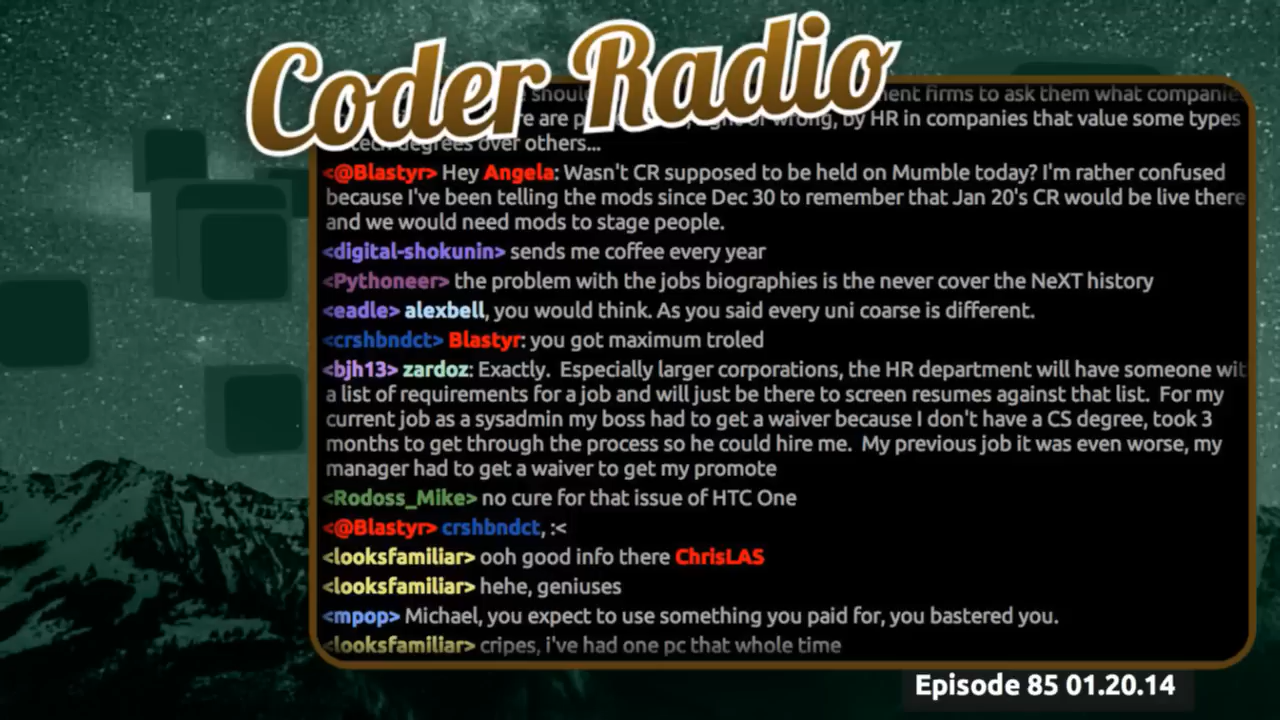 Coder Radio
shoul
ment firms to ask them what companies
re are p
wrong, by HR in companies that value some types
tech degrees over others...
<@Blastyr> Hey Angela: Wasn't CR supposed to be held on Mumble today? I'm rather confused
because I've been telling the mods since Dec 30 to remember that Jan 20's CR would be live there
and we would need mods to stage people.
<digital-shokunin> sends me coffee every year
<Pythoneer> the problem with the jobs biographies is the never cover the NeXT history
<eadle> alexbell, you would think. As you said every uni coarse is different.
<crshbndct> Blastyr: you got maximum troled
<bjh13> zardoz: Exactly.  Especially larger corporations, the HR department will have someone wit
a list of requirements for a job and will just be there to screen resumes against that list.  For my
current job as a sysadmin my boss had to get a waiver because I don't have a CS degree, took 3
months to get through the process so he could hire me.  My previous job it was even worse, my
manager had to get a waiver to get my promote
<Rodoss_Mike> no cure for that issue of HTC One
<@Blastyr> crshbndct, :<
<looksfamiliar> ooh good info there ChrisLAS
<looksfamiliar> hehe, geniuses
<mpop> Michael, you expect to use something you paid for, you bastered you.
<looksfamiliar> cripes, i've had one pc that whole time
Episode 85 01.20.14